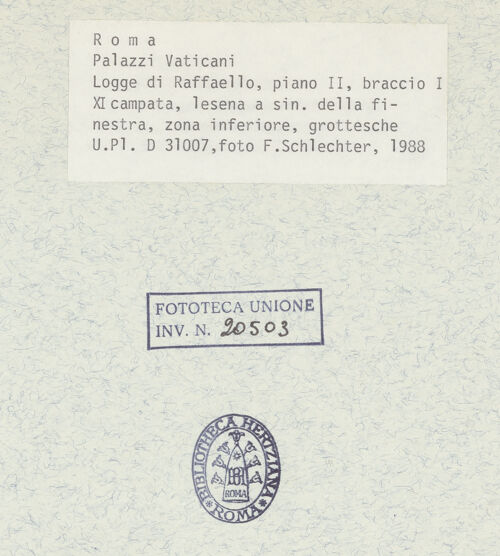 R o m a
Palazzi Vaticani
Logge di Raffaello, piano II, braccio I
XI campata, lesena a sin. della fi-
nestra, zona inferiore, grottesche
U.Pl. D 31007,foto F.Schlechter, 1988
FOTOTECA UNIONE
INV. N. 20503
BIBLIOTHECA HERTZIANA
ROMA
ROMA